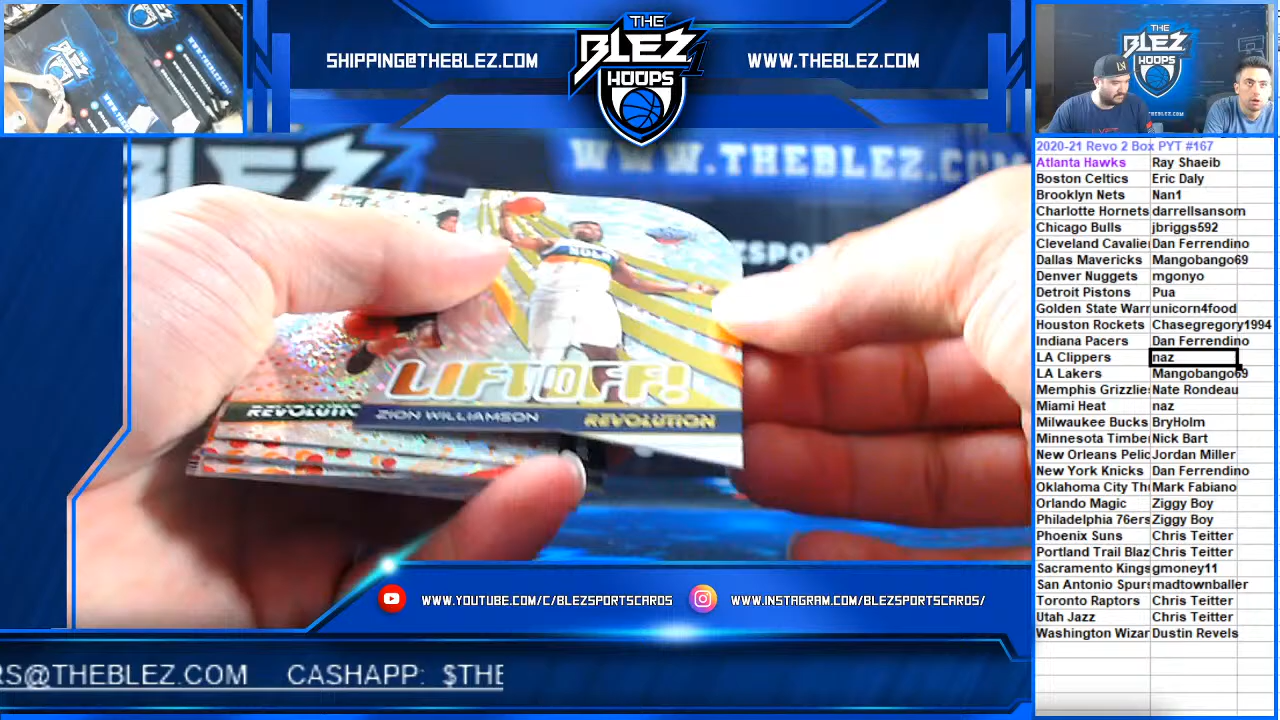 SHIPPING@THEBLEZ.COM
THE
BLEZ
1
HOOPS
WWW.THEBLEZ.COM
THE
BLEZ
HOOPS
BLEZ
WWW.THEBLEZ.COM
NOLA
LIFTOFF!
REVOLUTIO
ZION WILLIAMSON
REVOLUTION
WWW.YOUTUBE.COM/C/BLEZSPORTSCARDS
WWW.INSTAGRAM.COM/BLEZSPORTSCARDS/
RS@THEBLEZ.COM CASHAPP: $THE
2020-21 Revo 2 Box PYT #167
Atlanta Hawks Ray Shaeib
Boston Celtics Eric Daly
Brooklyn Nets Nan1
Charlotte Hornets darrellsansom
Chicago Bulls jbriggs592
Cleveland Cavalie Dan Ferrendino
Dallas Mavericks Mangobango69
Denver Nuggets mgonyo
Detroit Pistons Pua
Golden State Warr unicorn4food
Houston Rockets Chasegregory1994
Indiana Pacers Dan Ferrendino
LA Clippers naz
LA Lakers Mangobango69
Memphis Grizzlie Nate Rondeau
Miami Heat naz
Milwaukee Bucks BryHolm
Minnesota Timbe Nick Bart
New Orleans Pelic Jordan Miller
New York Knicks Dan Ferrendino
Oklahoma City Th Mark Fabiano
Orlando Magic Ziggy Boy
Philadelphia 76ers Ziggy Boy
Phoenix Suns Chris Teitter
Portland Trail Blaz Chris Teitter
Sacramento Kings gmoney11
San Antonio Spur madtownballer
Toronto Raptors Chris Teitter
Utah Jazz Chris Teitter
Washington Wizar Dustin Revels